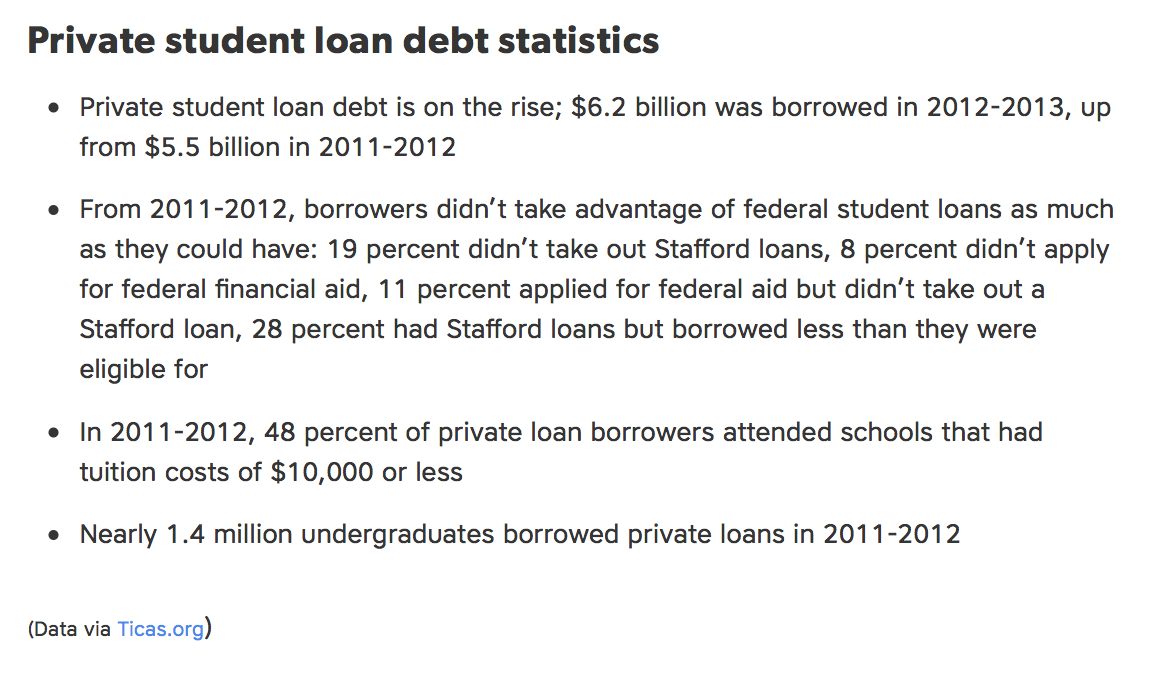 Private student loan debt statistics
• Private student loan debt is on the rise; $6.2 billion was borrowed in 2012-2013, up
from $5.5 billion in 2011-2012
• From 2011-2012, borrowers didn’t take advantage of federal student loans as much
as they could have: 19 percent didn’t take out Stafford loans, 8 percent didn’t apply
for federal financial aid, 11 percent applied for federal aid but didn’t take out a
Stafford loan, 28 percent had Stafford loans but borrowed less than they were
eligible for
• In 2011-2012, 48 percent of private loan borrowers attended schools that had
tuition costs of $10,000 or less
• Nearly 1.4 million undergraduates borrowed private loans in 2011-2012
(Data via Ticas.org)